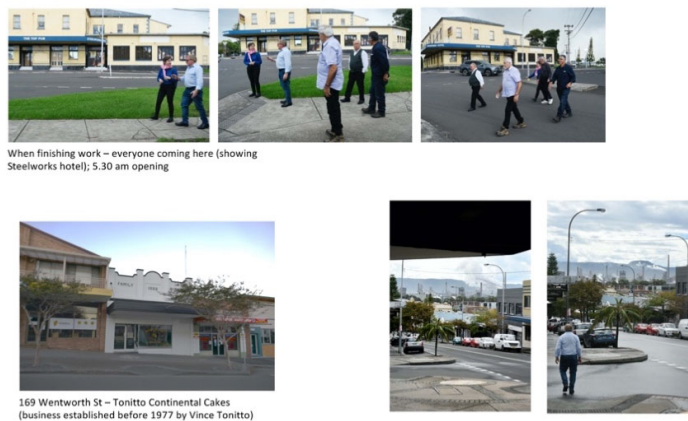 When finishing work – everyone coming here (showing
Steelworks hotel); 5.30 am opening
169 Wentworth St – Tonitto Continental Cakes
(business established before 1977 by Vince Tonitto)